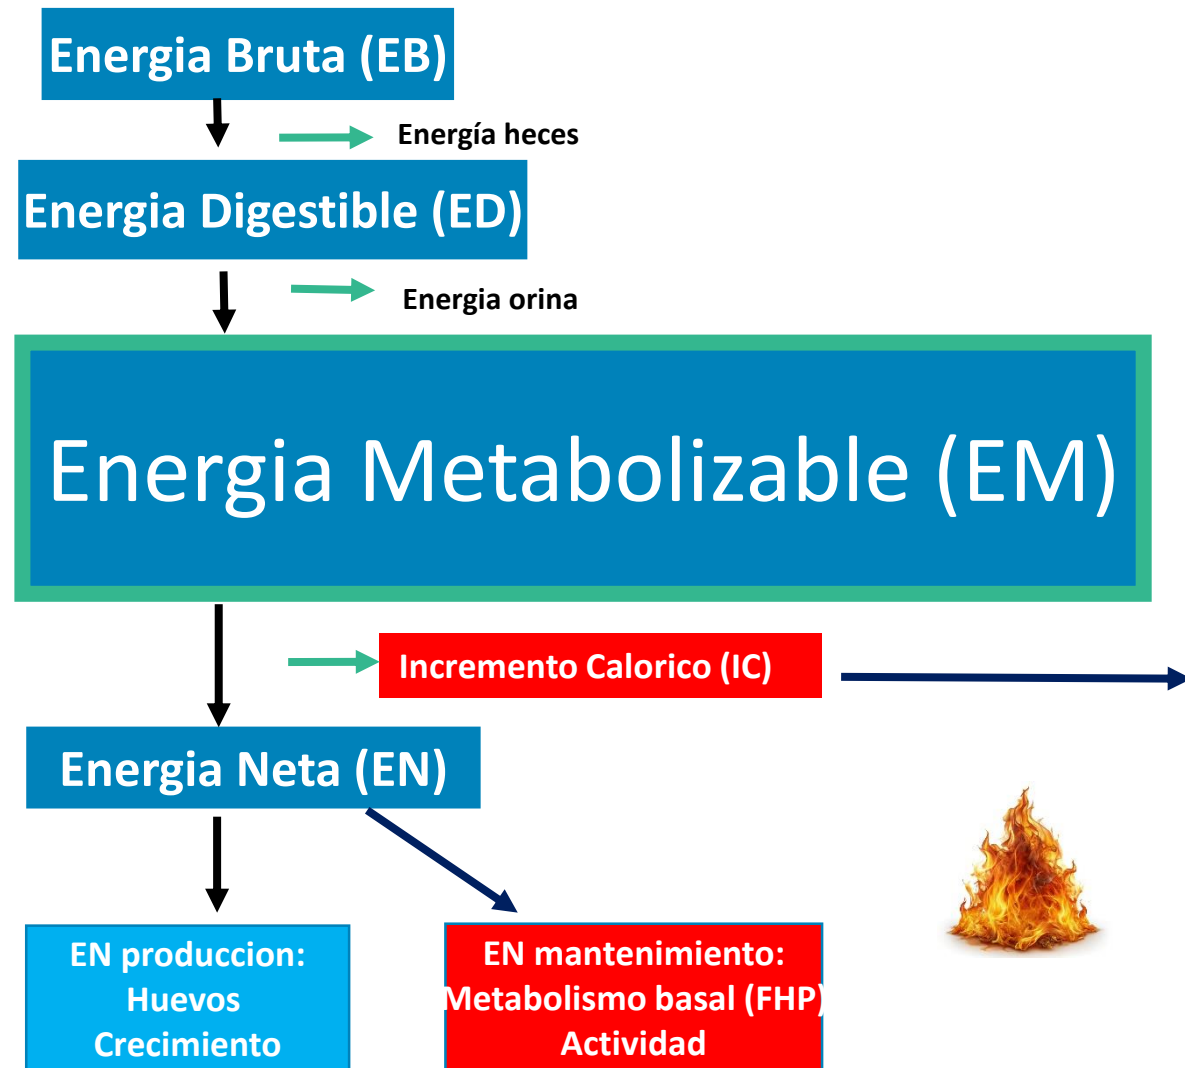 Energia Bruta (EB)
Energía heces
Energia Digestible (ED)
Energia orina
Energia Metabolizable (EM)
Incremento Calorico (IC)
Energia Neta (EN)
EN produccion:
Huevos
Crecimiento
EN mantenimiento:
Metabolismo basal (FHP)
Actividad